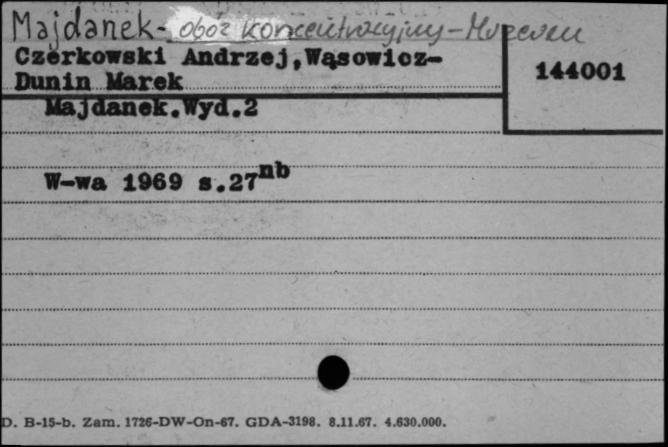 Majdanek - obóz koncentracyjny - Muzeum
Czerkowski Andrzej,Wąsowicz-
Dunin Marek
144001
Majdanek.Wyd.2
W-wa 1969 s.27nb
D. B-15-b. Zam. 1726-DW-On-67. GDA-3198. 8.11.67. 4.630.000.